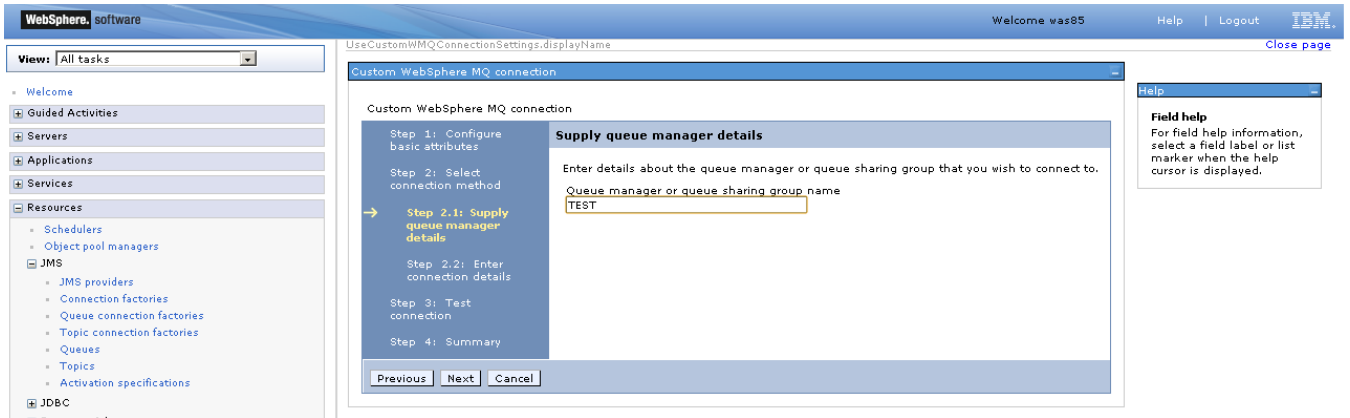 WebSphere. software
Welcome was85
Help | Logout
IBM.
View: All tasks
Welcome
Guided Activities
Servers
Applications
Services
Resources
Schedulers
Object pool managers
JMS
JMS providers
Connection factories
Queue connection factories
Topic connection factories
Queues
Topics
Activation specifications
JDBC
UseCustomWMQConnectionSettings.displayName
Close page
Custom WebSphere MQ connection
Custom WebSphere MQ connection
Step 1: Configure
basic attributes
Step 2: Select
connection method
Step 2.1: Supply
queue manager
details
Step 2.2: Enter
connection details
Step 3: Test
connection
Step 4: Summary
Supply queue manager details
Enter details about the queue manager or queue sharing group that you wish to connect to.
Queue manager or queue sharing group name
TEST
Previous Next Cancel
Help
Field help
For field help information,
select a field label or list
marker when the help
cursor is displayed.